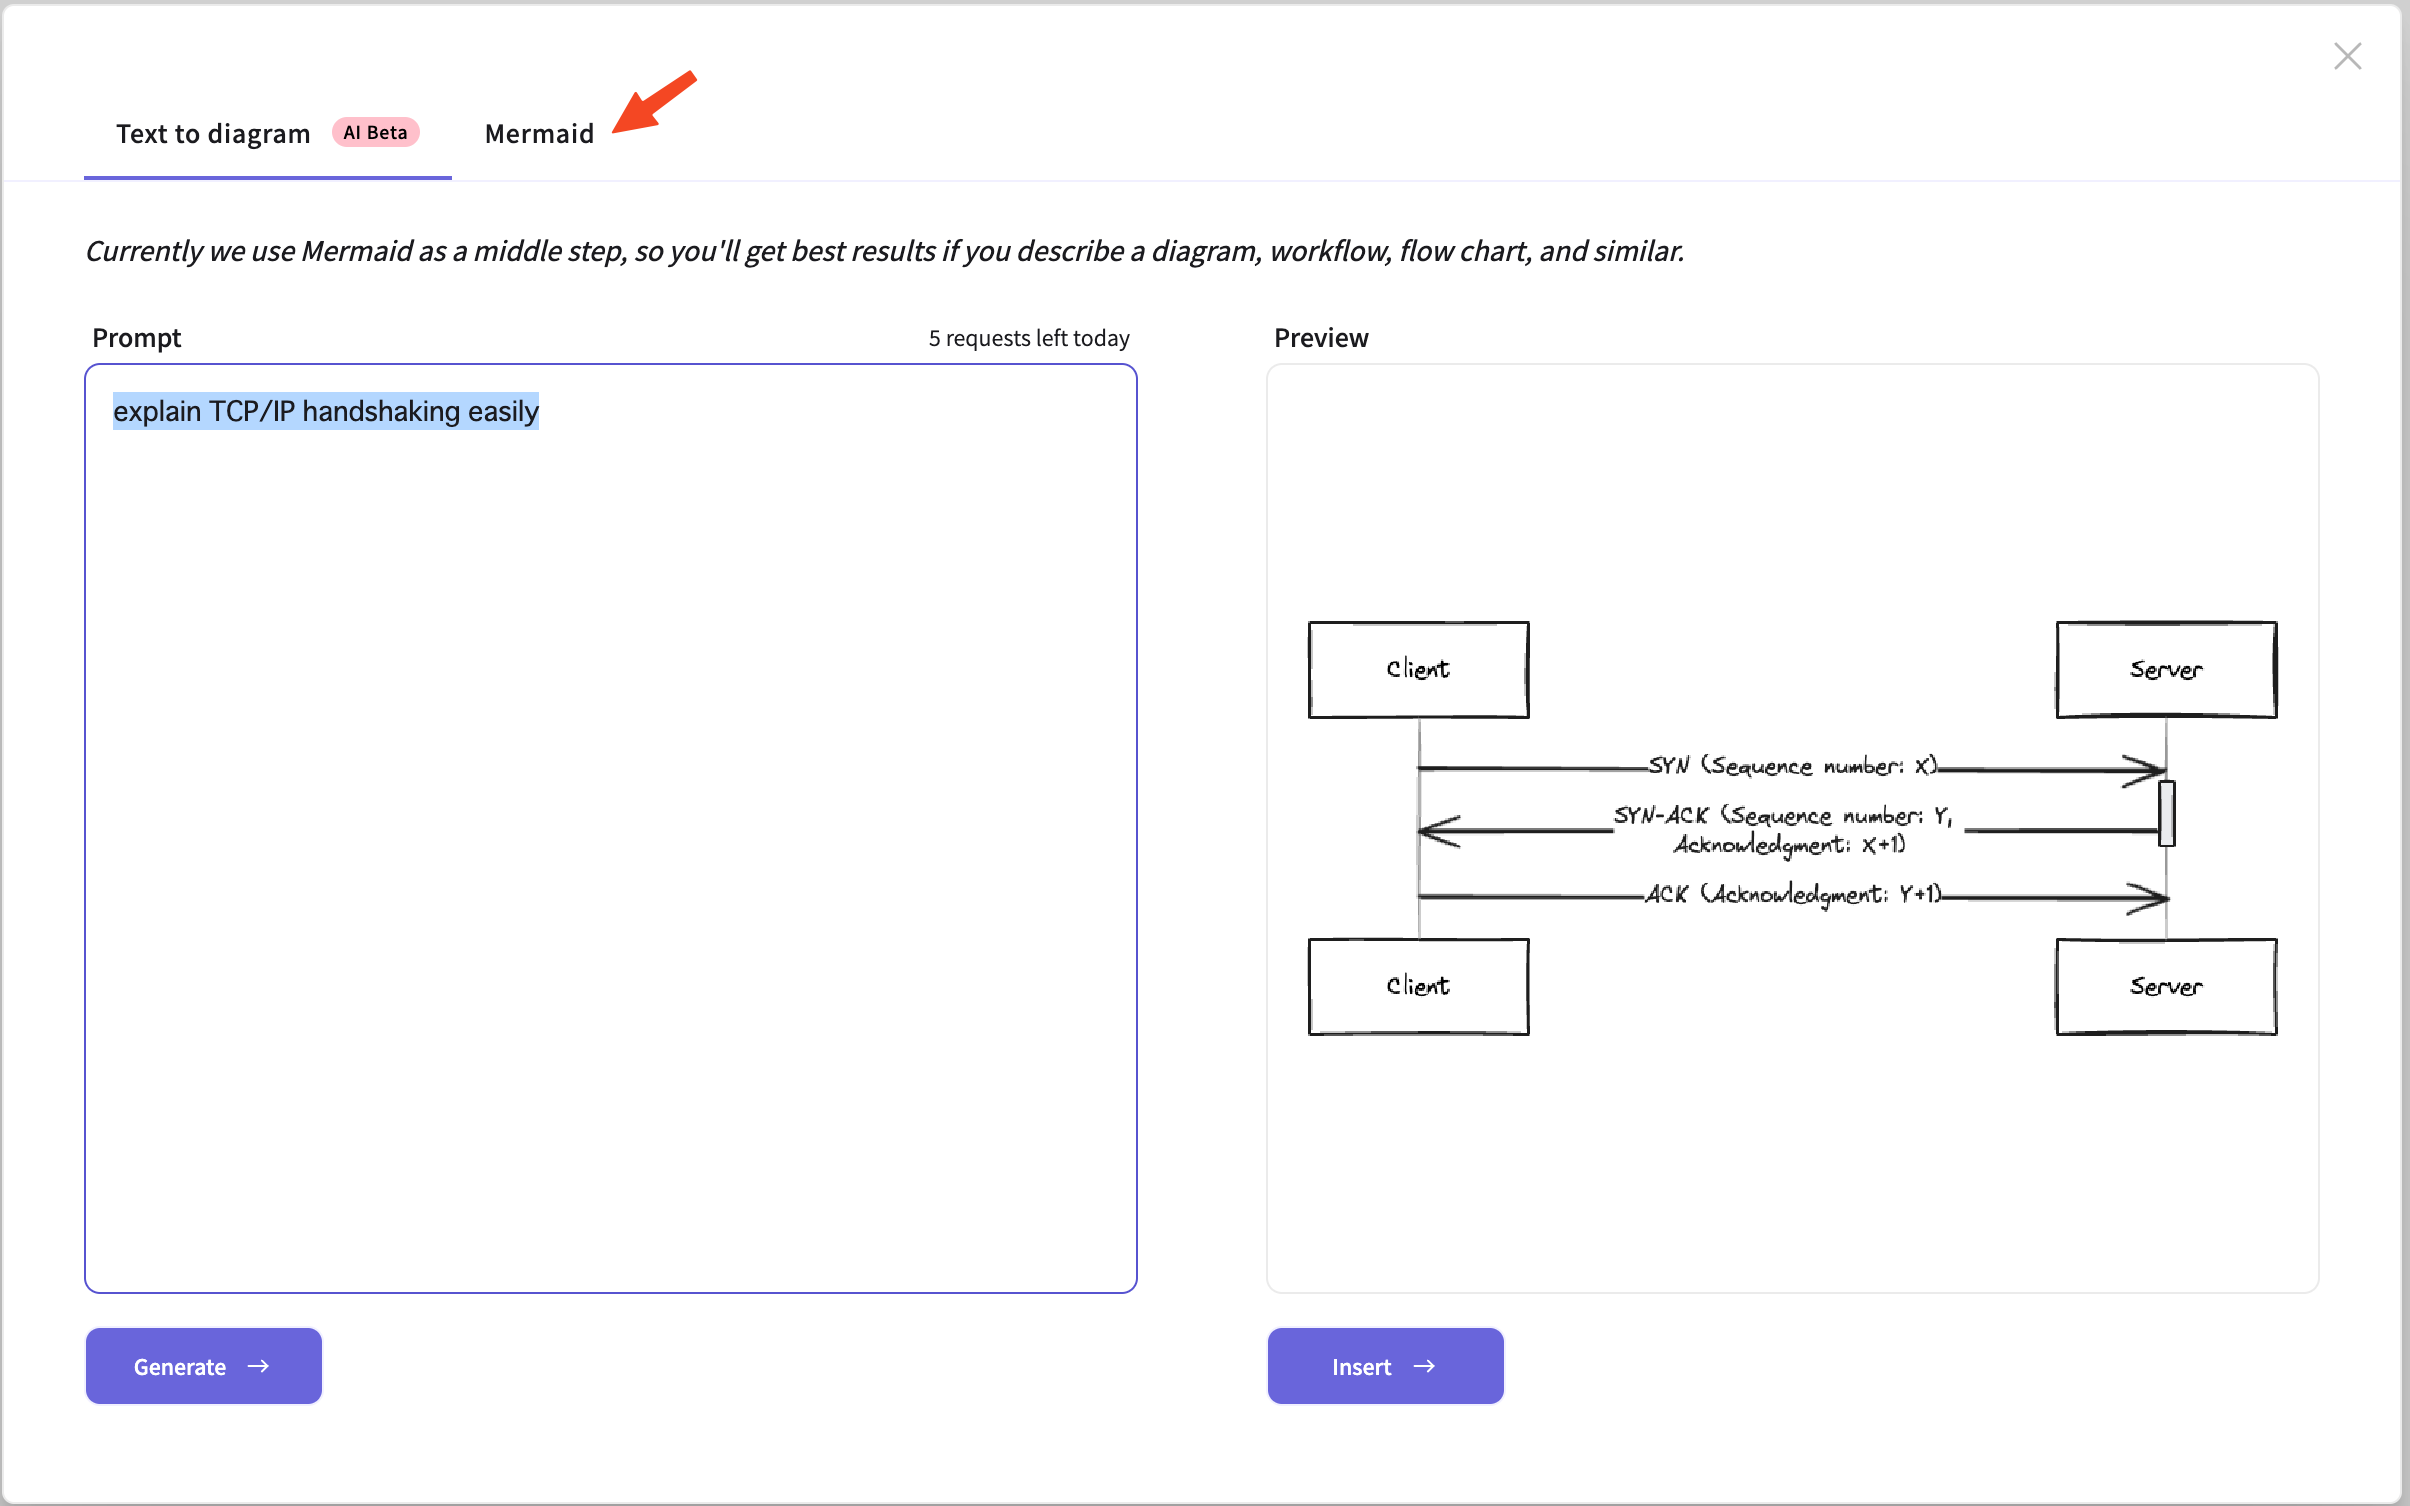 Text to diagram AI Beta Mermaid
Currently we use Mermaid as a middle step, so you'll get best results if you describe a diagram, workflow, flow chart, and similar.
Prompt 5 requests left today
explain TCP/IP handshaking easily
Generate →
Preview
Client Server
SYN (Sequence number: X)
SYN-ACK (Sequence number: Y,
Acknowledgment: X+1)
ACK (Acknowledgment: Y+1)
Client Server
Insert →